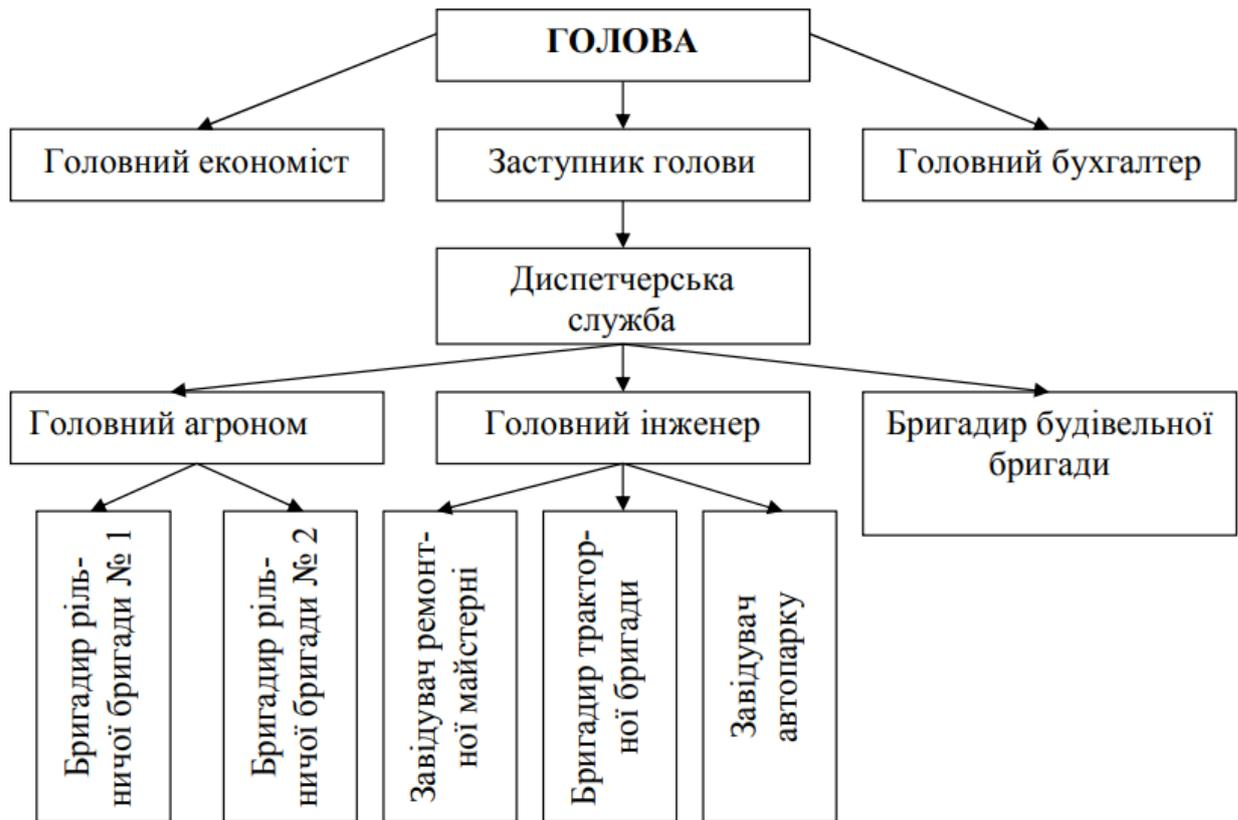 ГОЛОВА
Головний економіст
Заступник голови
Головний бухгалтер
Диспетчерська
служба
Головний агроном
Головний інженер
Бригадир будівельної
бригади
Бригадир ріль-
ничої бригади № 1
Бригадир ріль-
ничої бригади № 2
Завідувач ремонт-
ної майстерні
Бригадир трактор-
ної бригади
Завідувач
автопарку